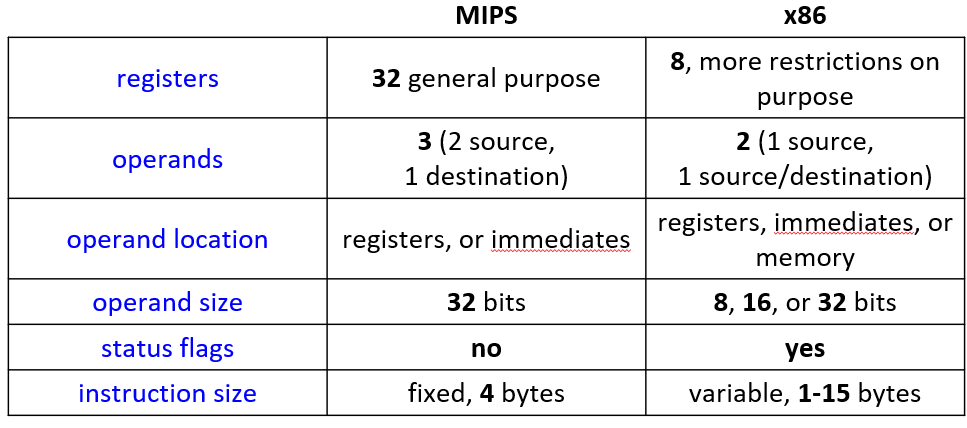 MIPS x86
registers 32 general purpose 8, more restrictions on
purpose
operands 3 (2 source,
1 destination) 2 (1 source,
1 source/destination)
operand location registers, or immediates registers, immediates, or
memory
operand size 32 bits 8, 16, or 32 bits
status flags no yes
instruction size fixed, 4 bytes variable, 1-15 bytes